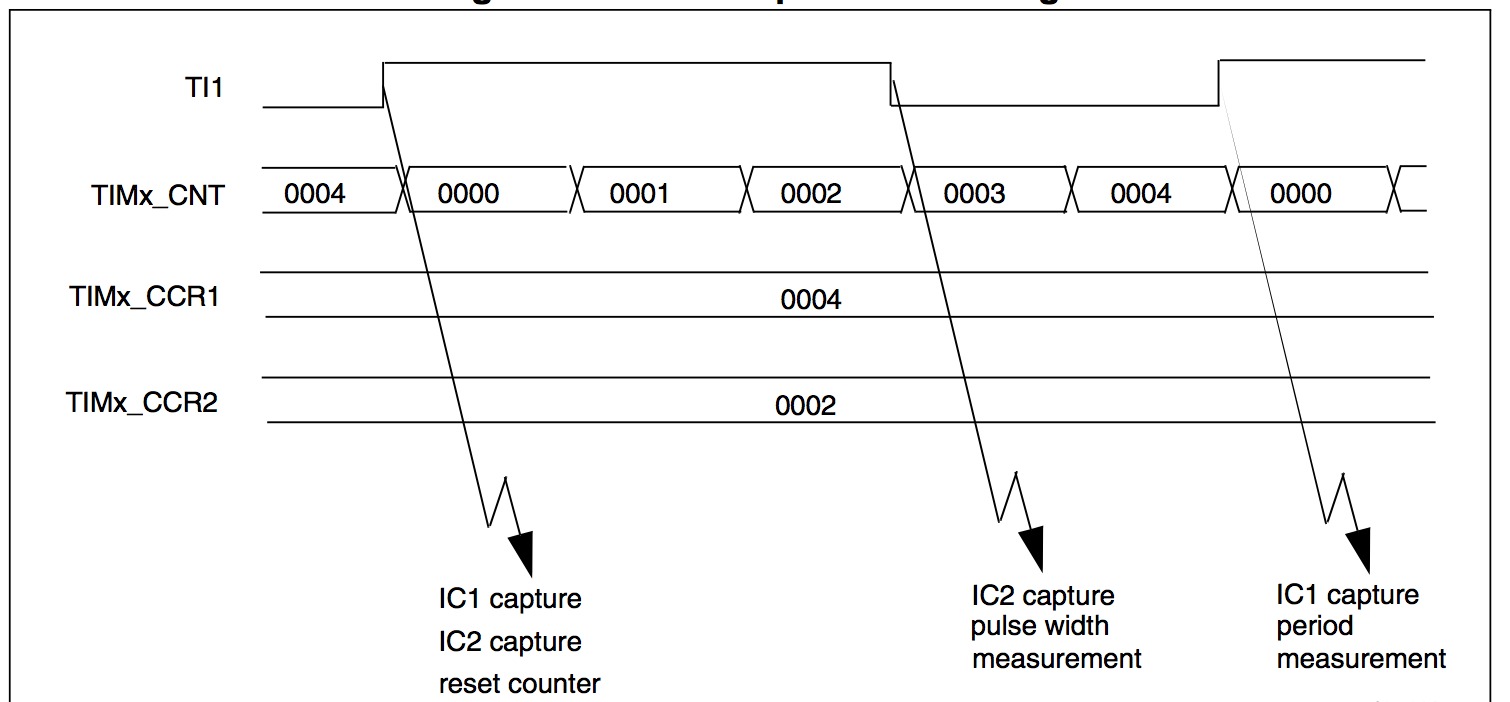 TI1
TIMx_CNT 0004 0000 0001 0002 0003 0004 0000
TIMx_CCR1 0004
TIMx_CCR2 0002
IC1 capture
IC2 capture
reset counter
IC2 capture
pulse width
measurement
IC1 capture
period
measurement